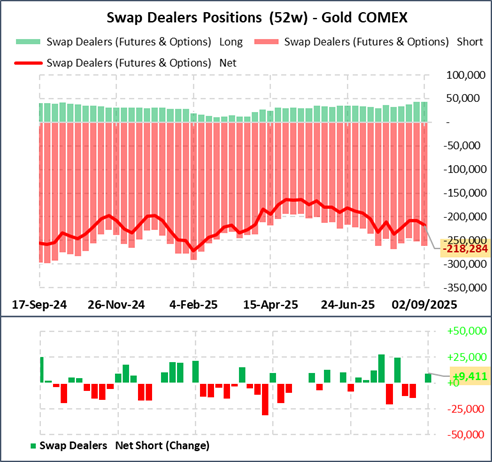 Swap Dealers Positions (52w) - Gold COMEX
Swap Dealers (Futures & Options) Long
Swap Dealers (Futures & Options) Short
Swap Dealers (Futures & Options) Net
100,000
50,000
-
-50,000
-100,000
-150,000
-200,000
-218,284
-250,000
-300,000
-350,000
17-Sep-24 26-Nov-24 4-Feb-25 15-Apr-25 24-Jun-25 02/09/2025
+50,000
+25,000
+9,411
+0
-25,000
-50,000
Swap Dealers Net Short (Change)